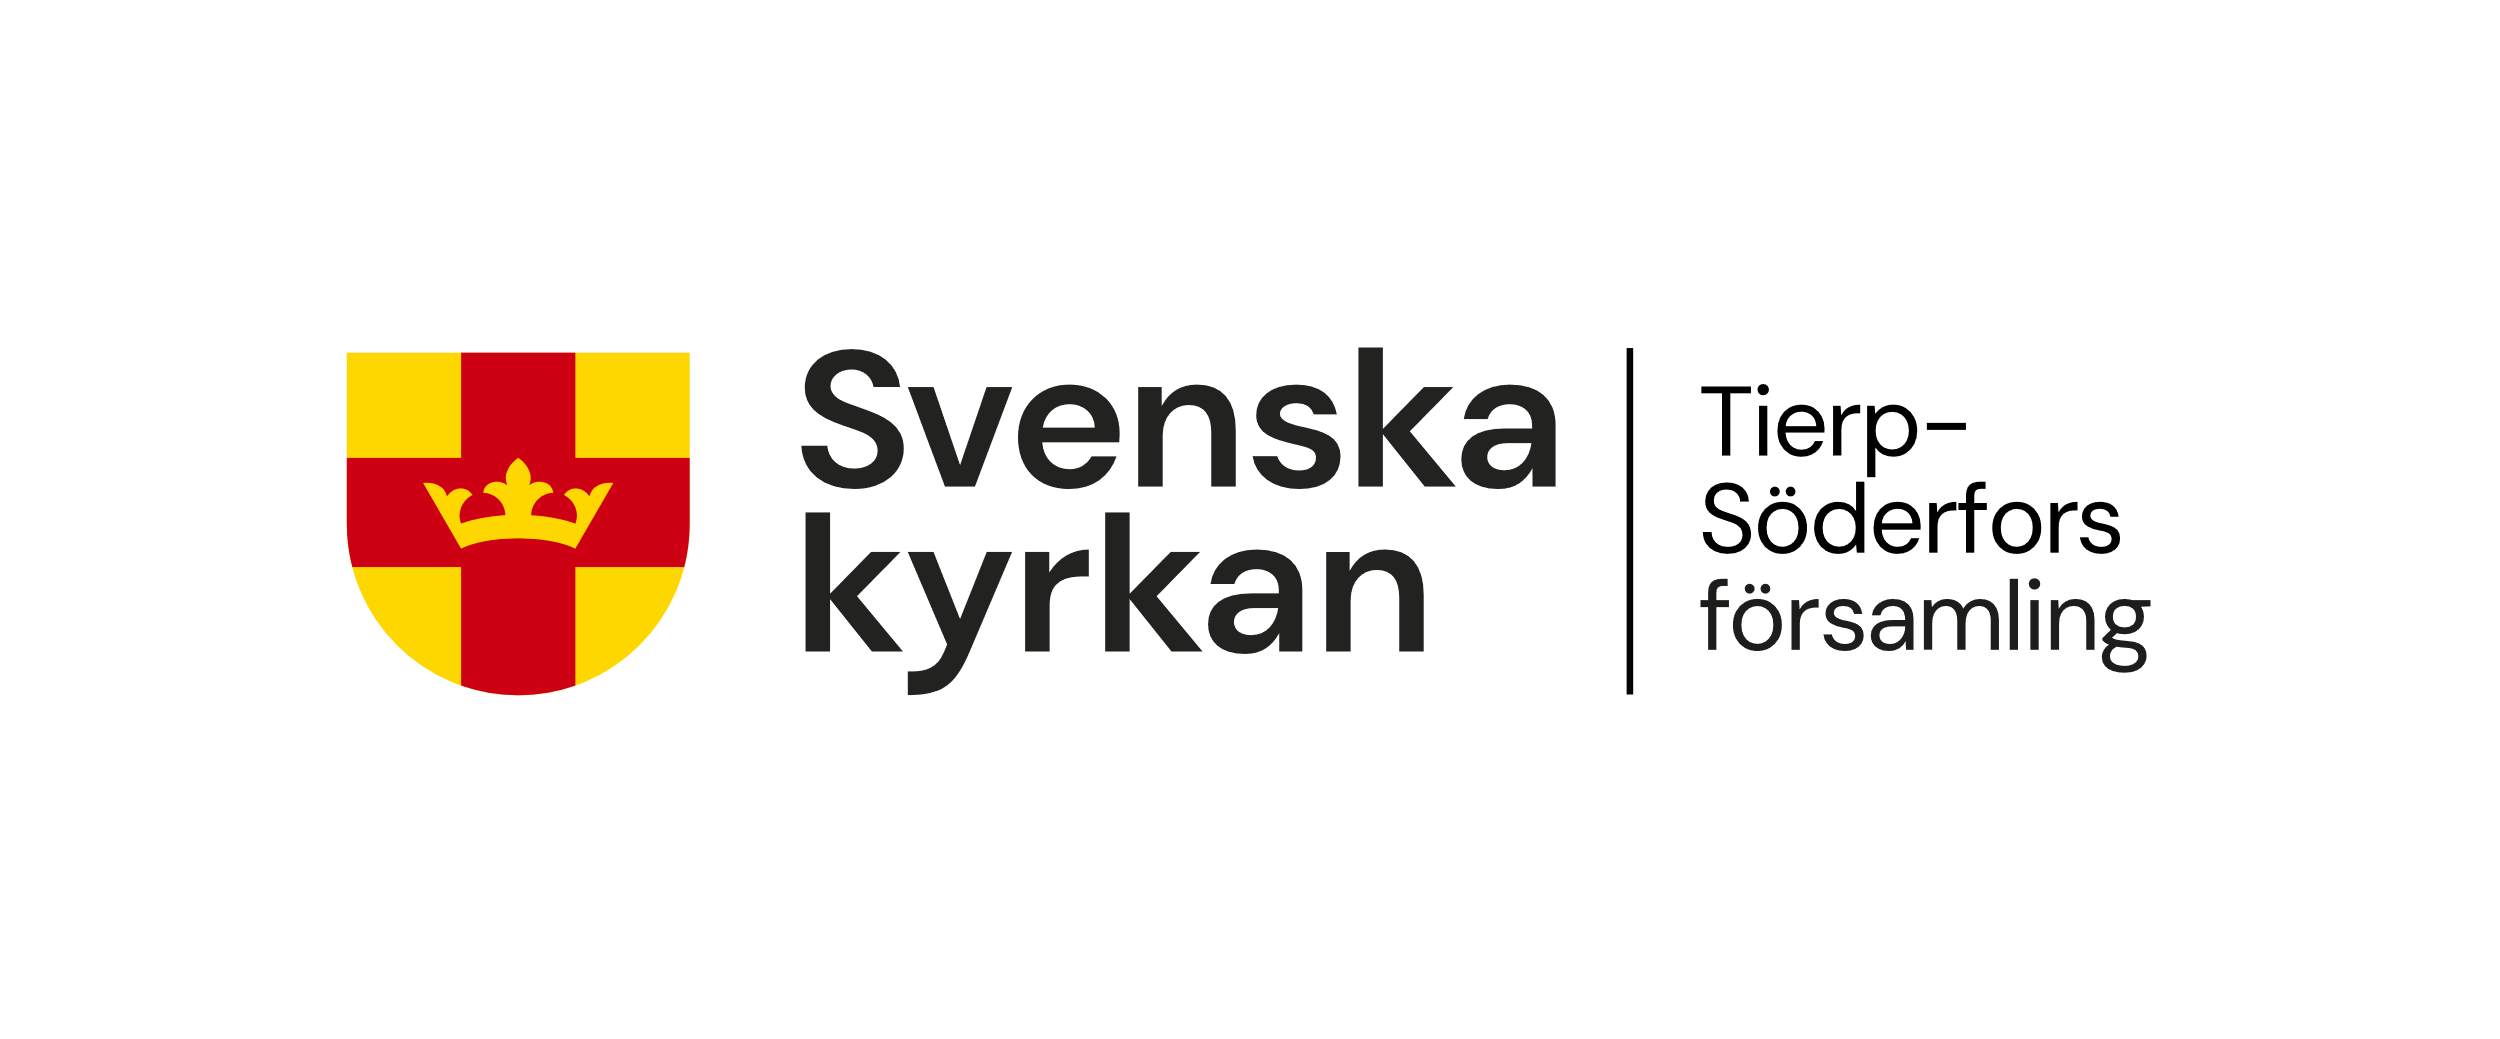 Svenska
kyrkan
Tierp–
Söderfors
församling